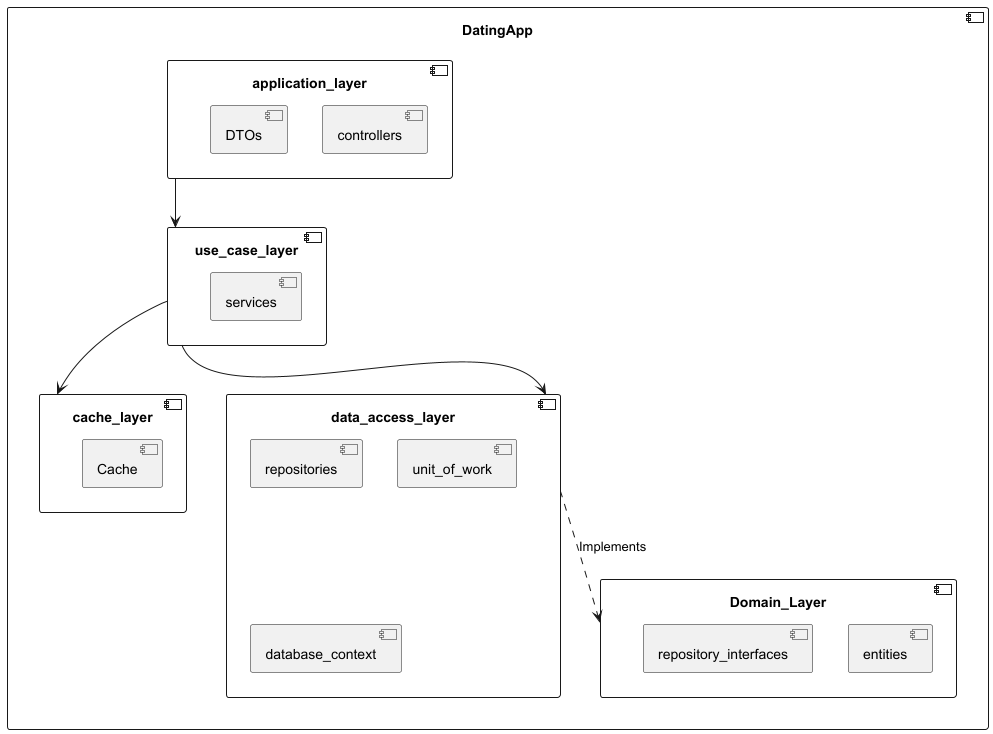 DatingApp
application_layer
DTOs
controllers
use_case_layer
services
cache_layer
Cache
data_access_layer
repositories
unit_of_work
database_context
Implements
Domain_Layer
repository_interfaces
entities